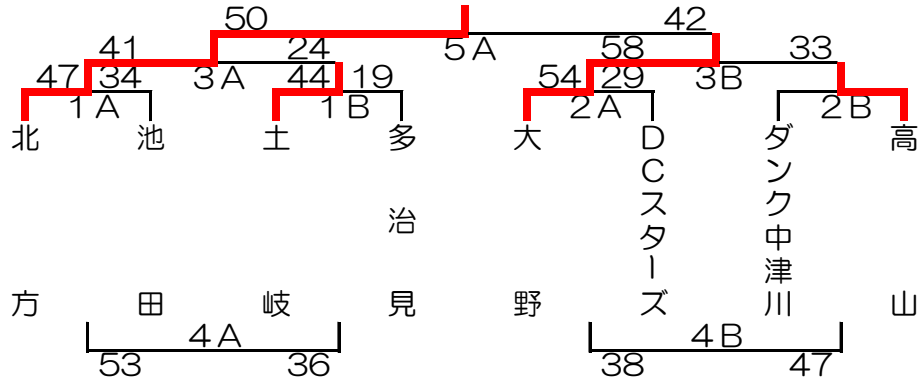 50 42
5A
41 24 58 33
3A 3B
47 34 44 19 54 29
1A 1B 2A 2B
北方
池田
土岐
多治見
大野
DCスターズ
ダンク中津川
高山
4A 4B
53 36 38 47